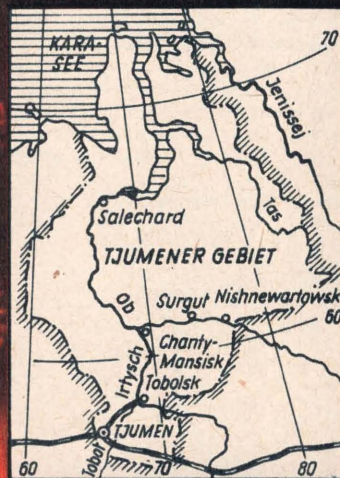 KARA-
SEE
70
Jenissej
Tas
Salechard
TJUMENER GEBIET
Ob
Surgut Nishnewartowsk
60
Chanty-
Mansisk
Irtysch
Tobolsk
TJUMEN
Tobol
60
70
80